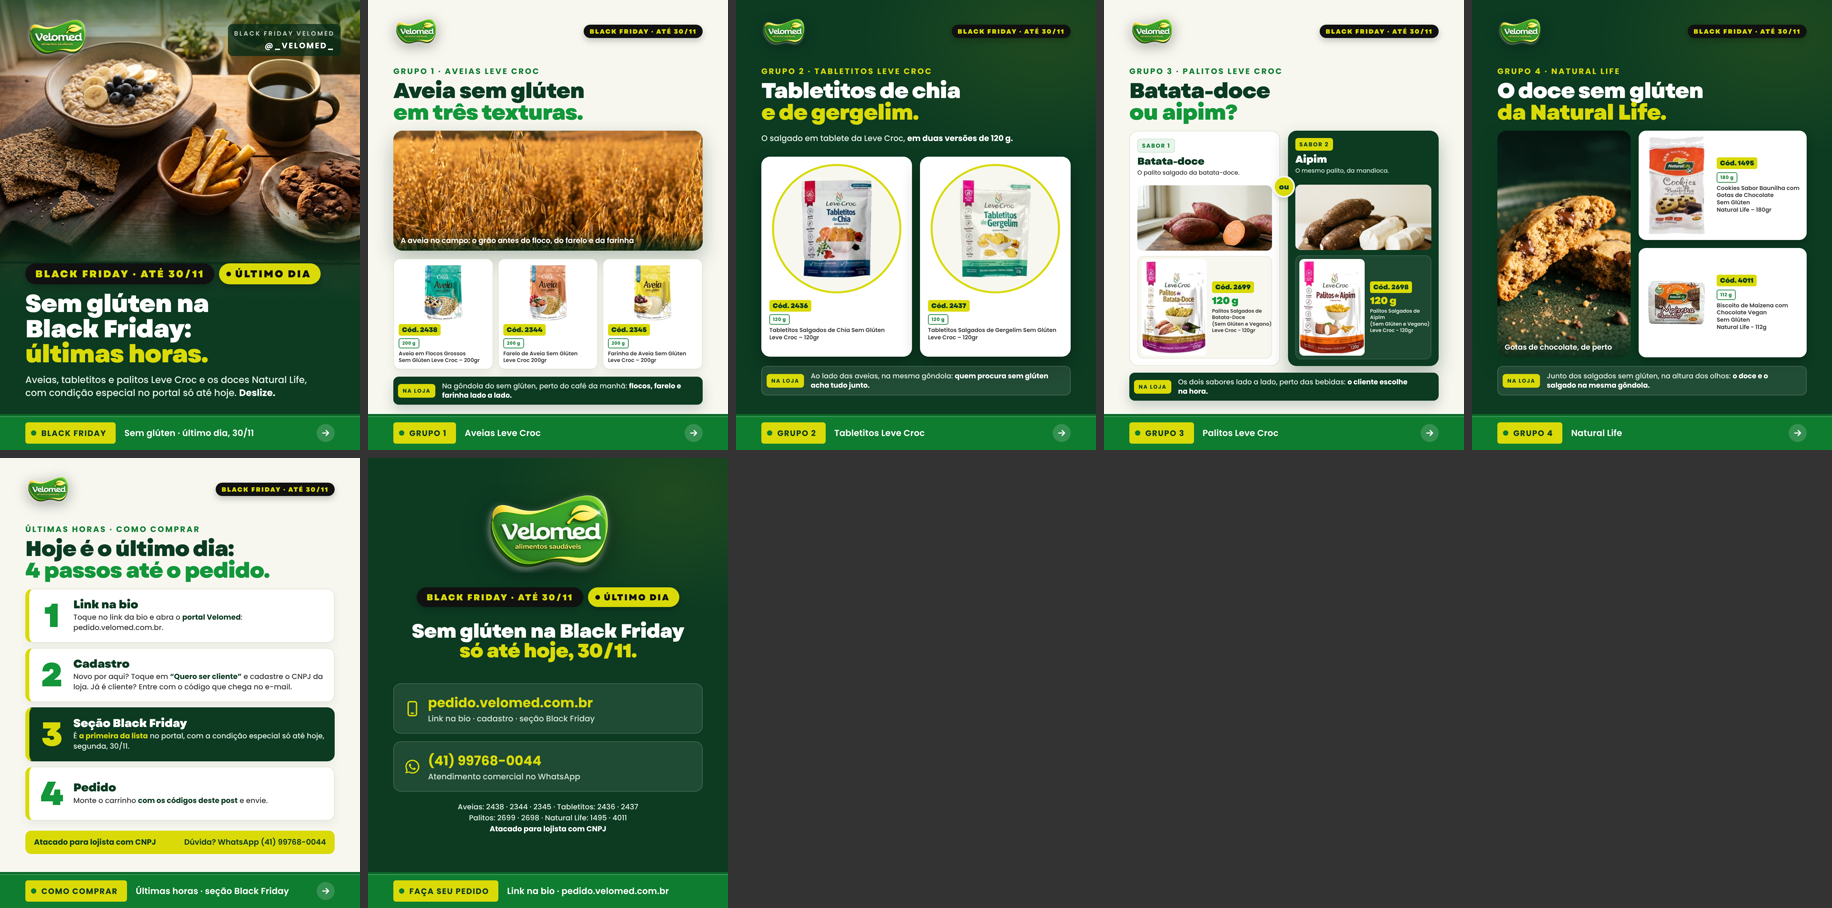 Velomed
BLACK FRIDAY VELOMED
@_VELOMED_
BLACK FRIDAY · ATÉ 30/11
ÚLTIMO DIA
Sem glúten na
Black Friday:
últimas horas.
Aveias, tabletitos e palitos Leve Croc e os doces Natural Life,
com condição especial no portal só até hoje. Deslize.
BLACK FRIDAY
Sem glúten · último dia, 30/11
Velomed
BLACK FRIDAY · ATÉ 30/11
GRUPO 1 · AVEIAS LEVE CROC
Aveia sem glúten
em três texturas.
A aveia no campo: o grão antes do floco, do farelo e da farinha
Aveia
Aveia
Aveia
Cód. 2438
200 g
Aveia em Flocos Grossos
Sem Glúten Leve Croc – 200gr
Cód. 2344
200 g
Farelo de Aveia Sem Glúten
Leve Croc 200gr
Cód. 2345
200 g
Farinha de Aveia Sem Glúten
Leve Croc – 200gr
NA LOJA
Na gôndola do sem glúten, perto do café da manhã: flocos, farelo e
farinha lado a lado.
GRUPO 1
Aveias Leve Croc
Velomed
BLACK FRIDAY · ATÉ 30/11
GRUPO 2 · TABLETITOS LEVE CROC
Tabletitos de chia
e de gergelim.
O salgado em tablete da Leve Croc, em duas versões de 120 g.
Leve Croc
Tabletitos
de Chia
Leve Croc
Tabletitos
de Gergelim
Cód. 2436
120 g
Tabletitos Salgados de Chia Sem Glúten
Leve Croc – 120gr
Cód. 2437
120 g
Tabletitos Salgados de Gergelim Sem Glúten
Leve Croc – 120gr
NA LOJA
Ao lado das aveias, na mesma gôndola: quem procura sem glúten
acha tudo junto.
GRUPO 2
Tabletitos Leve Croc
Velomed
BLACK FRIDAY · ATÉ 30/11
GRUPO 3 · PALITOS LEVE CROC
Batata-doce
ou aipim?
SABOR 1
Batata-doce
O palito salgado da batata-doce.
ou
SABOR 2
Aipim
O mesmo palito, da mandioca.
Leve Croc
Palitos de
Batata-Doce
Cód. 2699
120 g
Palitos Salgados de
Batata-Doce
(Sem Glúten e Vegano)
Leve Croc - 120gr
Leve Croc
Palitos de Aipim
Cód. 2698
120 g
Palitos Salgados de
Aipim
(Sem Glúten e Vegano)
Leve Croc – 120gr
NA LOJA
Os dois sabores lado a lado, perto das bebidas: o cliente escolhe
na hora.
GRUPO 3
Palitos Leve Croc
Velomed
BLACK FRIDAY · ATÉ 30/11
GRUPO 4 · NATURAL LIFE
O doce sem glúten
da Natural Life.
Gotas de chocolate, de perto
Cookies
Cód. 1495
180 g
Cookies Sabor Baunilha com
Gotas de Chocolate
Sem Glúten
Natural Life – 180gr
Cód. 4011
112 g
Biscoito de Maizena com
Chocolate Vegan
Sem Glúten
Natural Life - 112g
NA LOJA
Junto dos salgados sem glúten, na altura dos olhos: o doce e o
salgado na mesma gôndola.
GRUPO 4
Natural Life
Velomed
BLACK FRIDAY · ATÉ 30/11
ÚLTIMAS HORAS · COMO COMPRAR
Hoje é o último dia:
4 passos até o pedido.
1
Link na bio
Toque no link da bio e abra o portal Velomed:
pedido.velomed.com.br.
2
Cadastro
Novo por aqui? Toque em “Quero ser cliente” e cadastre o CNPJ da
loja. Já é cliente? Entre com o código que chega no e-mail.
3
Seção Black Friday
É a primeira da lista no portal, com a condição especial só até hoje,
segunda, 30/11.
4
Pedido
Monte o carrinho com os códigos deste post e envie.
Atacado para lojista com CNPJ
Dúvida? WhatsApp (41) 99768-0044
COMO COMPRAR
Últimas horas · seção Black Friday
Velomed
alimentos saudáveis
BLACK FRIDAY · ATÉ 30/11
ÚLTIMO DIA
Sem glúten na Black Friday
só até hoje, 30/11.
pedido.velomed.com.br
Link na bio · cadastro · seção Black Friday
(41) 99768-0044
Atendimento comercial no WhatsApp
Aveias: 2438 · 2344 · 2345 · Tabletitos: 2436 · 2437
Palitos: 2699 · 2698 · Natural Life: 1495 · 4011
Atacado para lojista com CNPJ
FAÇA SEU PEDIDO
Link na bio · pedido.velomed.com.br